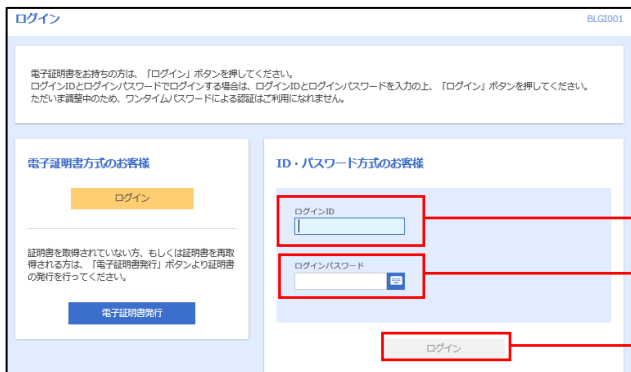 ログイン
BLGI001
電子証明書をお持ちの方は、「ログイン」ボタンを押してください。
ログインIDとログインパスワードでログインする場合は、ログインIDとログインパスワードを入力の上、「ログイン」ボタンを押してください。
ただいま調整中のため、ワンタイムパスワードによる認証はご利用になれません。
電子証明書方式のお客様
ログイン
証明書を取得されていない方、もしくは証明書を再取
得される方は、「電子証明書発行」ボタンより証明書
の発行を行ってください。
電子証明書発行
ID・パスワード方式のお客様
ログインID
ログインパスワード
ログイン